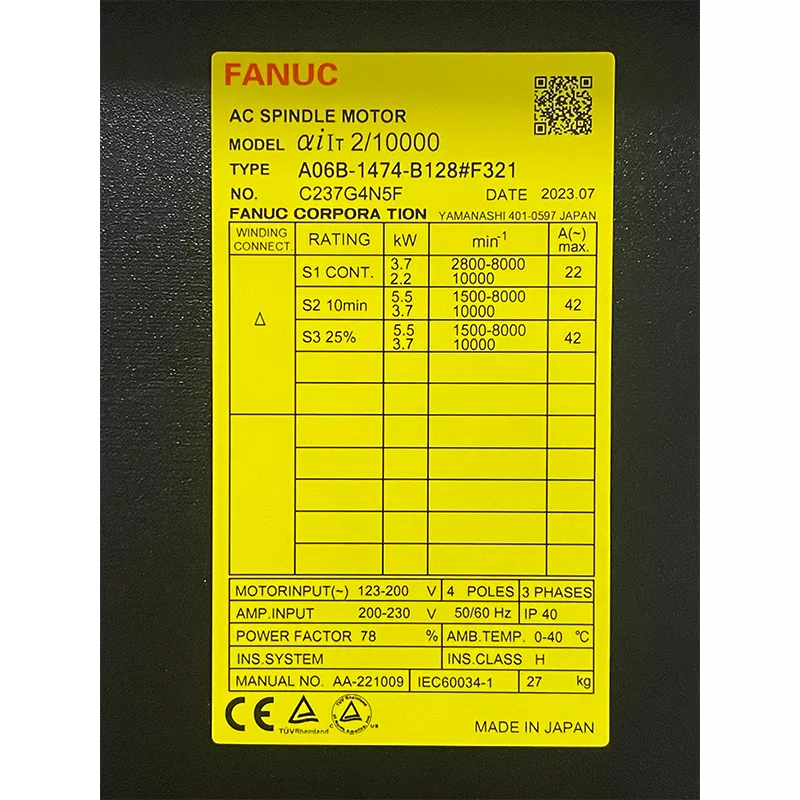 FANUC
AC SPINDLE MOTOR
MODEL αiIT 2/10000
TYPE A06B-1474-B128#F321
NO. C237G4N5F DATE 2023.07
FANUC CORPORA TION YAMANASHI 401-0597 JAPAN
WINDING CONNECT. RATING kW min-1 A(~) max.
△ S1 CONT. 3.7 2800-8000 22
2.2 10000
S2 10min 5.5 1500-8000 42
3.7 10000
S3 25% 5.5 1500-8000 42
3.7 10000
MOTORINPUT(~) 123-200 V 4 POLES 3 PHASES
AMP.INPUT 200-230 V 50/60 Hz IP 40
POWER FACTOR 78 % AMB.TEMP. 0-40 ℃
INS.SYSTEM INS.CLASS H
MANUAL NO. AA-221009 IEC60034-1 27 kg
CE TÜVRheinland C US
MADE IN JAPAN